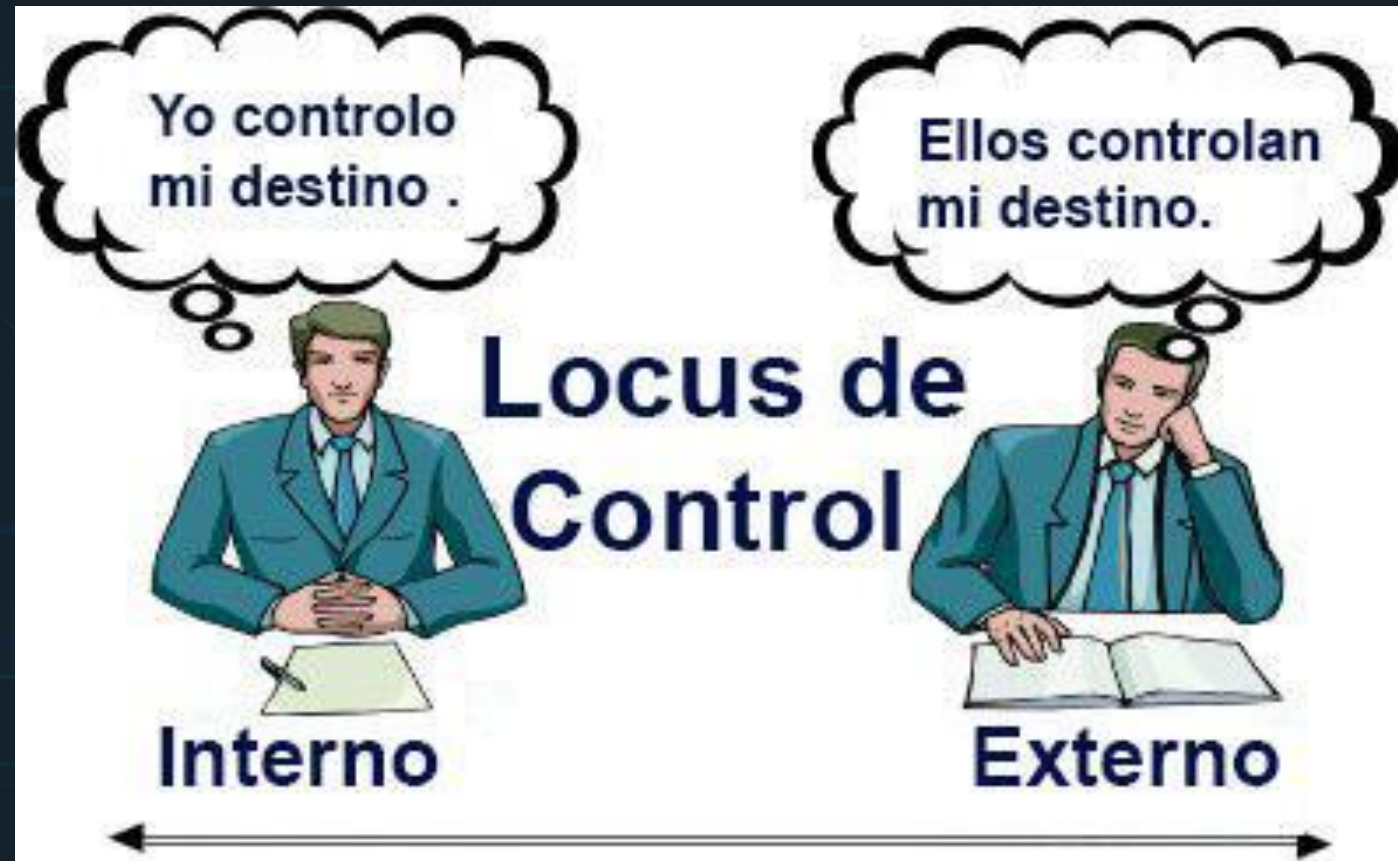 Yo controlo
mi destino .
Ellos controlan
mi destino.
Locus de
Control
Interno
Externo